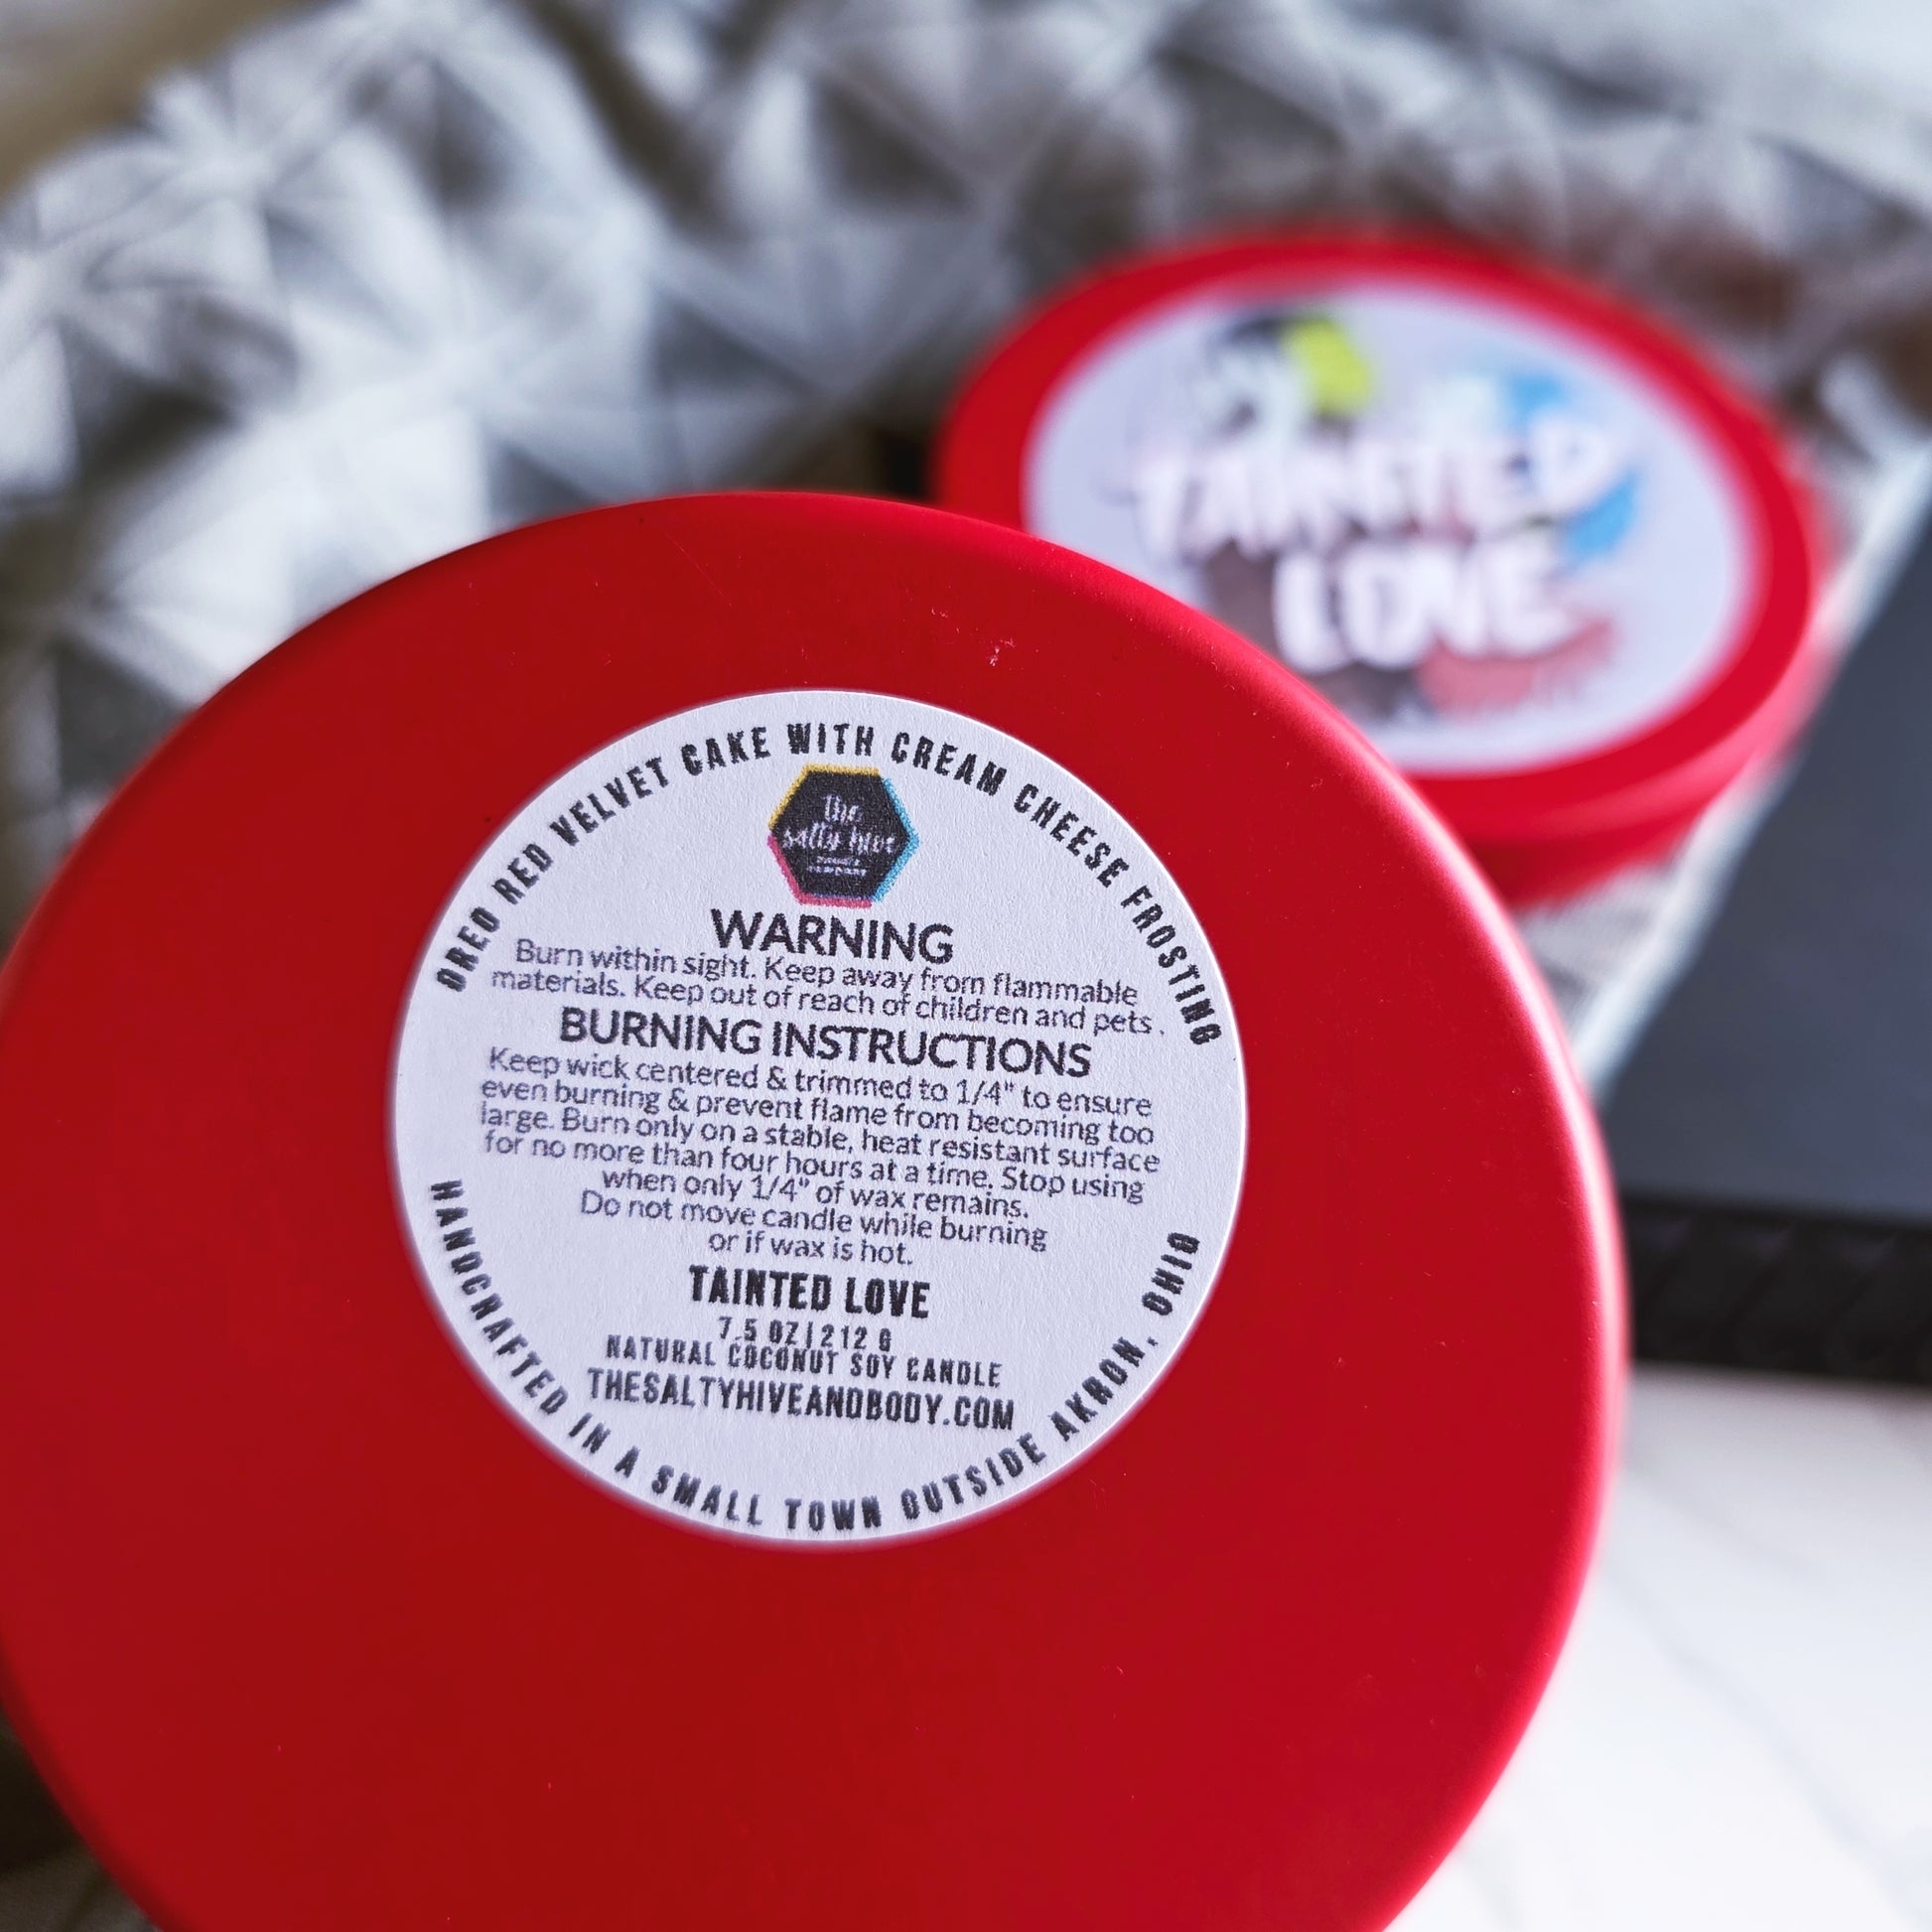 TAINTED
LOVE
OREO RED VELVET CAKE WITH CREAM CHEESE FROSTING
The
salty hive
COMPANY
WARNING
Burn within sight. Keep away from flammable
materials. Keep out of reach of children and pets .
BURNING INSTRUCTIONS
Keep wick centered & trimmed to 1/4" to ensure
even burning & prevent flame from becoming too
large. Burn only on a stable, heat resistant surface
for no more than four hours at a time. Stop using
when only 1/4" of wax remains.
Do not move candle while burning
or if wax is hot.
TAINTED LOVE
7.5 OZ | 212 G
NATURAL COCONUT SOY CANDLE
THESALTYHIVEANDBODY.COM
HANDCRAFTED IN A SMALL TOWN OUTSIDE AKRON, OHIO